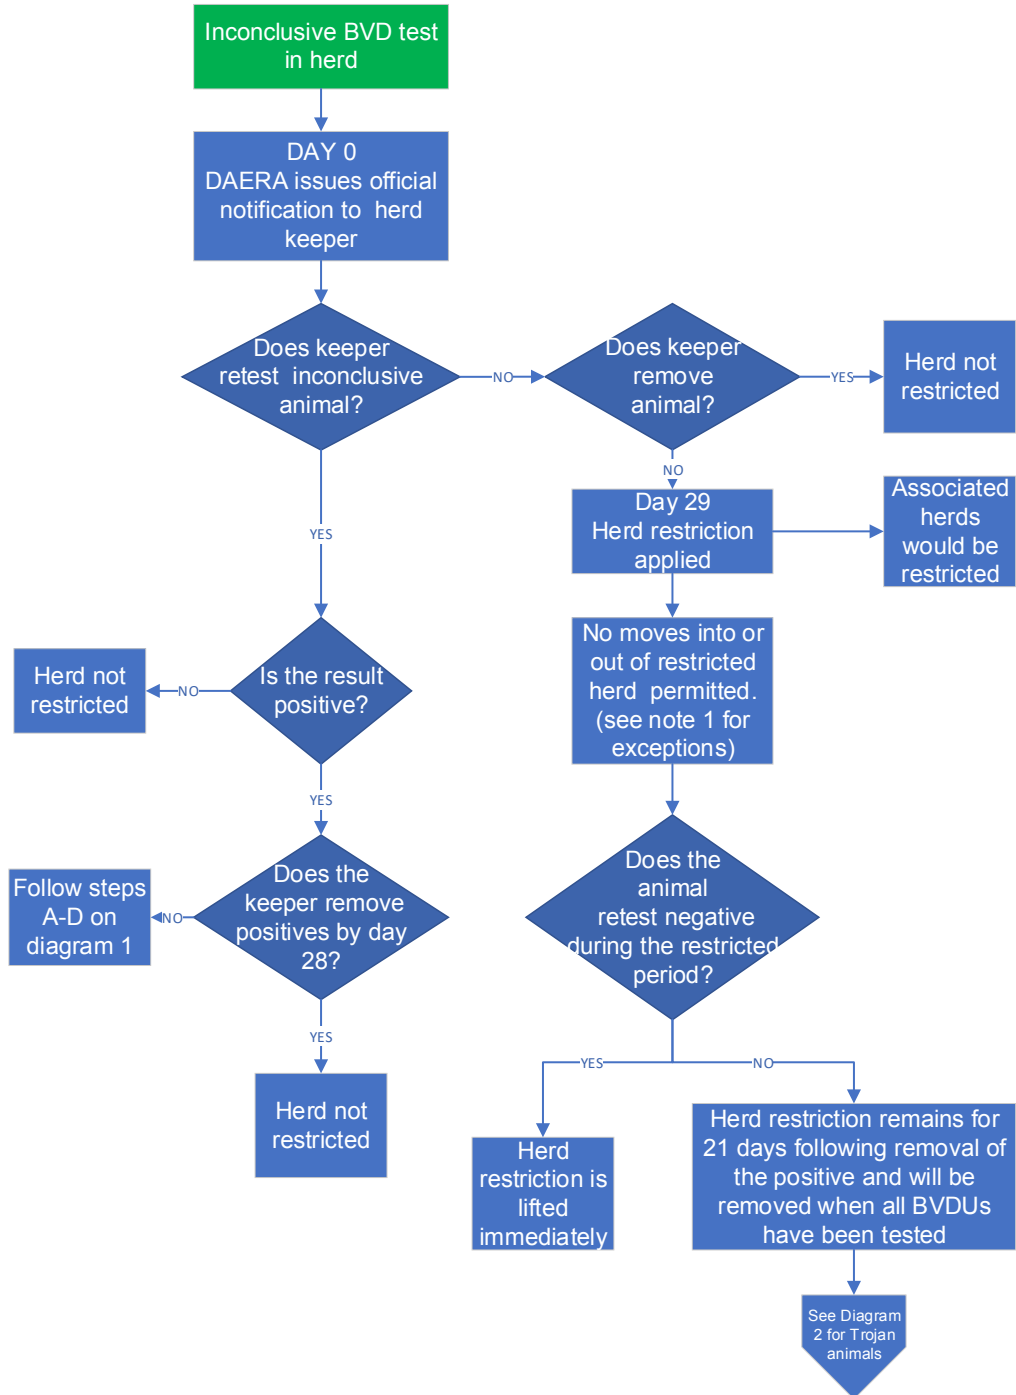 Inconclusive BVD test
in herd
DAY 0
DAERA issues official
notification to herd
keeper
Does keeper
retest inconclusive
animal?
NO
Does keeper
remove
animal?
YES
Herd not
restricted
NO
Day 29
Herd restriction
applied
Associated
herds
would be
restricted
YES
No moves into or
out of restricted
herd permitted.
(see note 1 for
exceptions)
Is the result
positive?
NO
Herd not
restricted
YES
Does the
keeper remove
positives by day
28?
NO
Follow steps
A-D on
diagram 1
YES
Herd not
restricted
Does the
animal
retest negative
during the restricted
period?
YES
NO
Herd
restriction is
lifted
immediately
Herd restriction remains for
21 days following removal of
the positive and will be
removed when all BVDUs
have been tested
See Diagram
2 for Trojan
animals